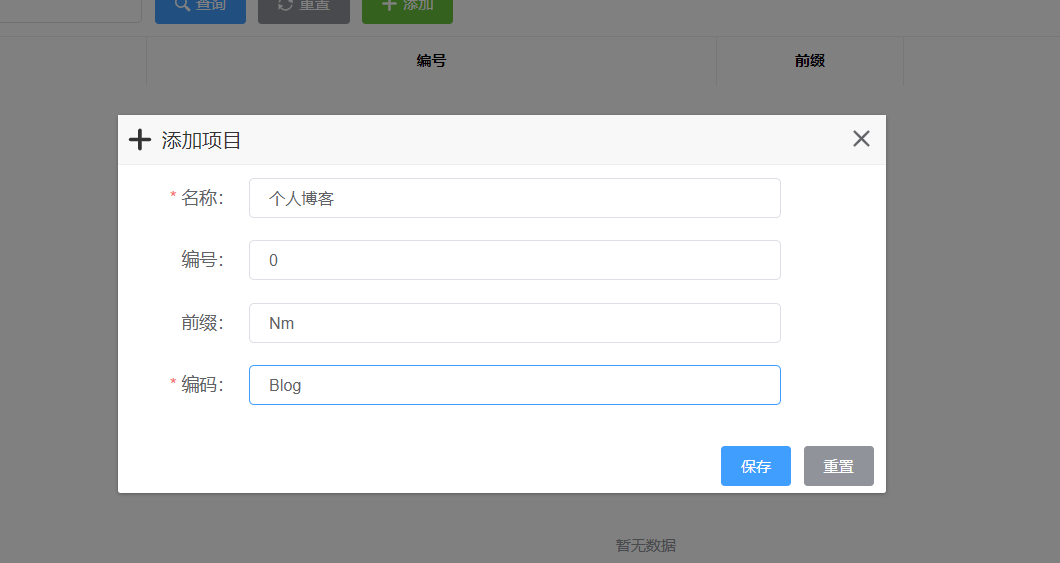 查询 重置 添加
编号 前缀
添加项目
* 名称： 个人博客
编号： 0
前缀： Nm
* 编码： Blog
保存 重置
暂无数据